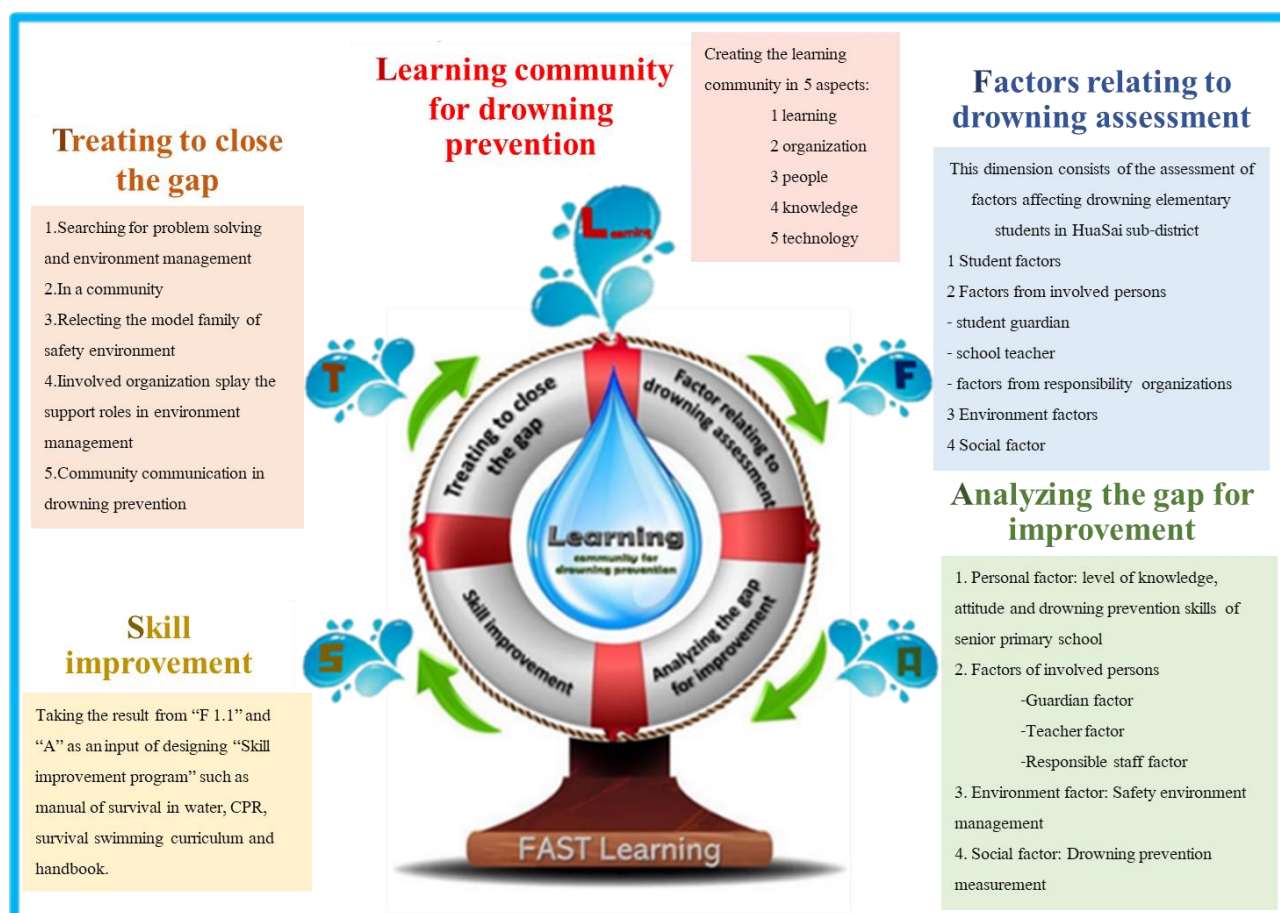 Learning community
for drowning
prevention
Creating the learning
community in 5 aspects:
1 learning
2 organization
3 people
4 knowledge
5 technology
Factors relating to
drowning assessment
This dimension consists of the assessment of
factors affecting drowning elementary
students in HuaSai sub-district
1 Student factors
2 Factors from involved persons
- student guardian
- school teacher
- factors from responsibility organizations
3 Environment factors
4 Social factor
Analyzing the gap for
improvement
1. Personal factor: level of knowledge,
attitude and drowning prevention skills of
senior primary school
2. Factors of involved persons
-Guardian factor
-Teacher factor
-Responsible staff factor
3. Environment factor: Safety environment
management
4. Social factor: Drowning prevention
measurement
Skill
improvement
Taking the result from “F 1.1” and
“A” as an input of designing “Skill
improvement program” such as
manual of survival in water, CPR,
survival swimming curriculum and
handbook.
Treating to close
the gap
1.Searching for problem solving
and environment management
2.In a community
3.Relecting the model family of
safety environment
4.Iinvolved organization splay the
support roles in environment
management
5.Community communication in
drowning prevention
Learning
T
F
A
S
Treating to close
the gap
Factor relating to
drowning assessment
Analyzing the gap
for improvement
Skill improvement
Learning
community for
drowning prevention
FAST Learning